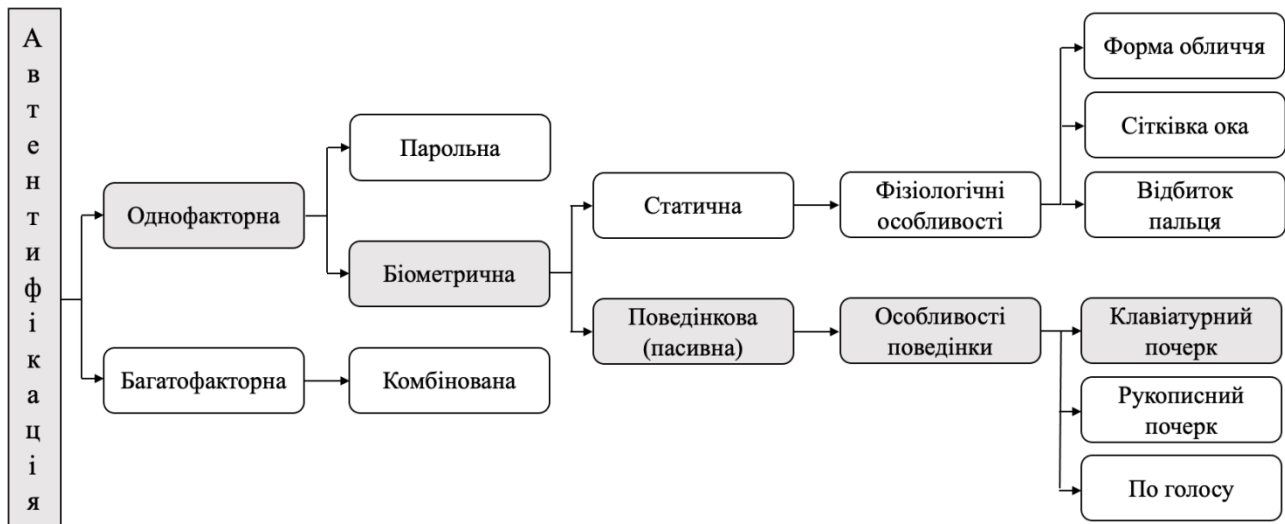 Автентифікація
Однофакторна
Багатофакторна
Парольна
Біометрична
Комбінована
Статична
Поведінкова
(пасивна)
Фізіологічні
особливості
Особливості
поведінки
Форма обличчя
Сітківка ока
Відбиток
пальця
Клавіатурний
почерк
Рукописний
почерк
По голосу